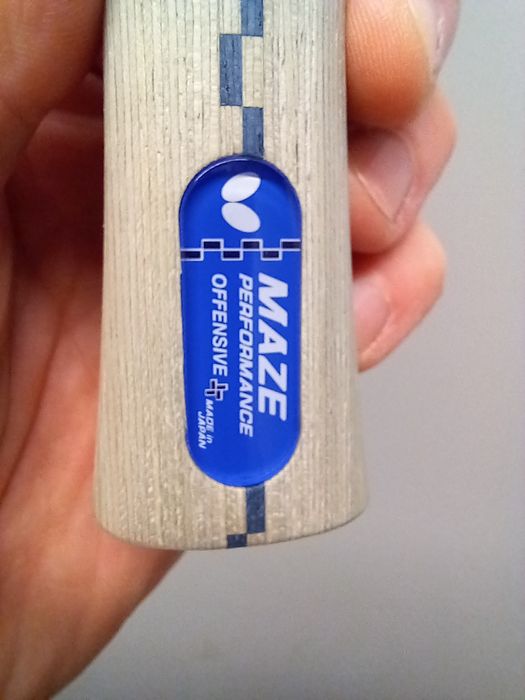 MAZE
PERFORMANCE
OFFENSIVE +
MADE in
JAPAN